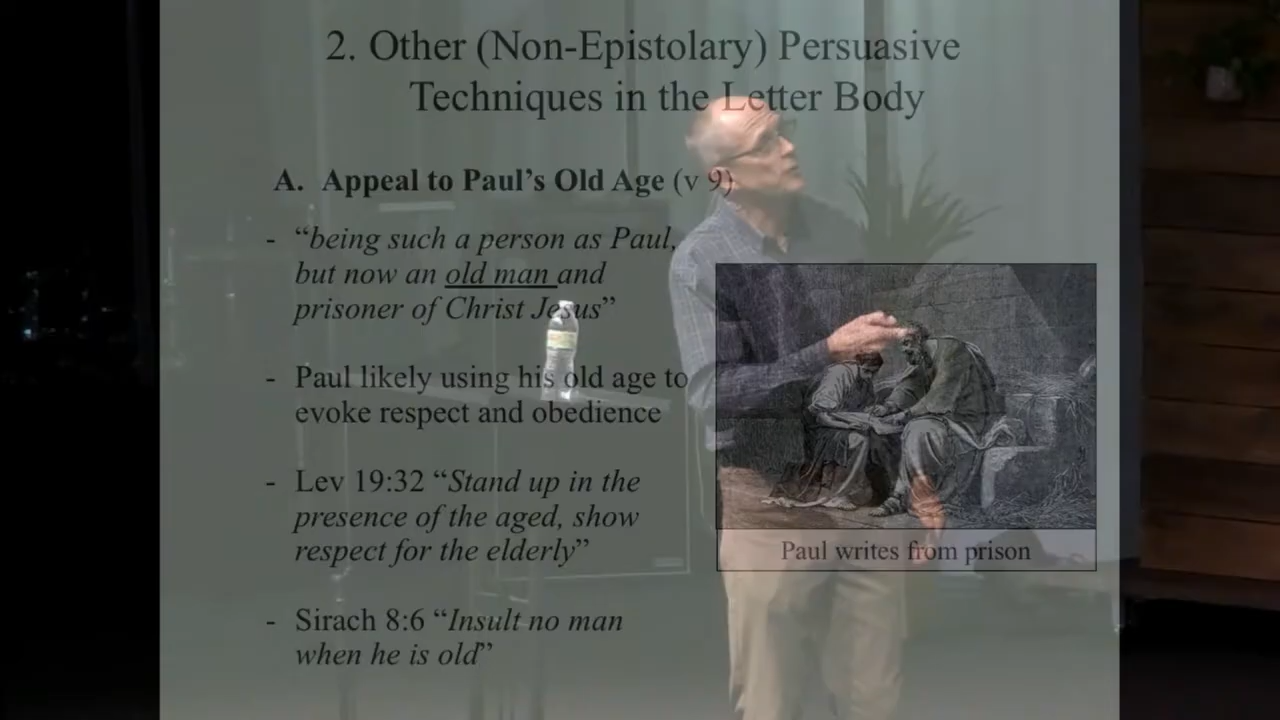 2. Other (Non-Epistolary) Persuasive
Techniques in the Letter Body
A. Appeal to Paul’s Old Age (v 9)
- “being such a person as Paul,
but now an old man and
prisoner of Christ Jesus”
- Paul likely using his old age to
evoke respect and obedience
- Lev 19:32 “Stand up in the
presence of the aged, show
respect for the elderly”
- Sirach 8:6 “Insult no man
when he is old”
Paul writes from prison